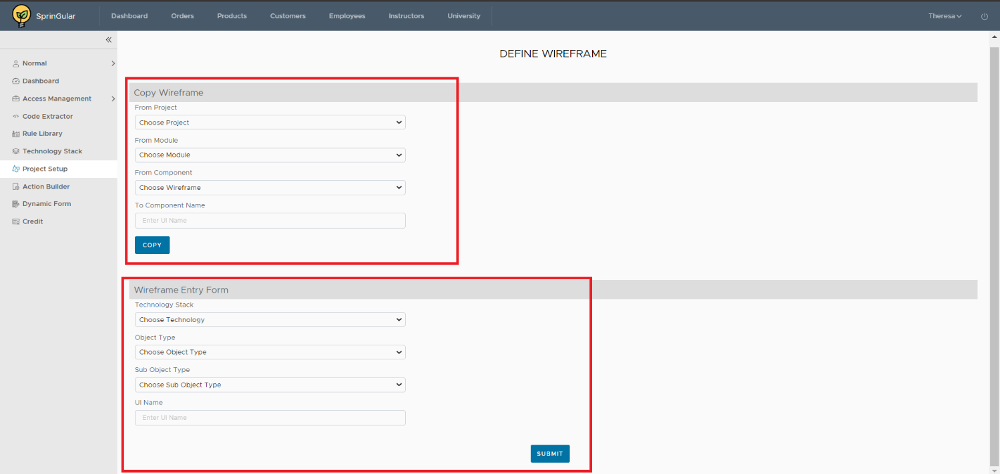 SprinGular
Dashboard Orders Products Customers Employees Instructors University Theresa
Normal
Dashboard
Access Management
Code Extractor
Rule Library
Technology Stack
Project Setup
Action Builder
Dynamic Form
Credit
DEFINE WIREFRAME
Copy Wireframe
From Project
Choose Project
From Module
Choose Module
From Component
Choose Wireframe
To Component Name
Enter UI Name
COPY
Wireframe Entry Form
Technology Stack
Choose Technology
Object Type
Choose Object Type
Sub Object Type
Choose Sub Object Type
UI Name
Enter UI Name
SUBMIT